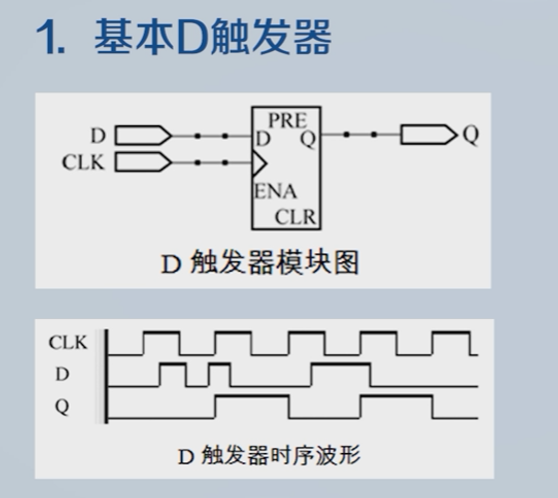 1. 基本D触发器
PRE
D D Q Q
CLK
ENA
CLR
D 触发器模块图
CLK
D
Q
D 触发器时序波形